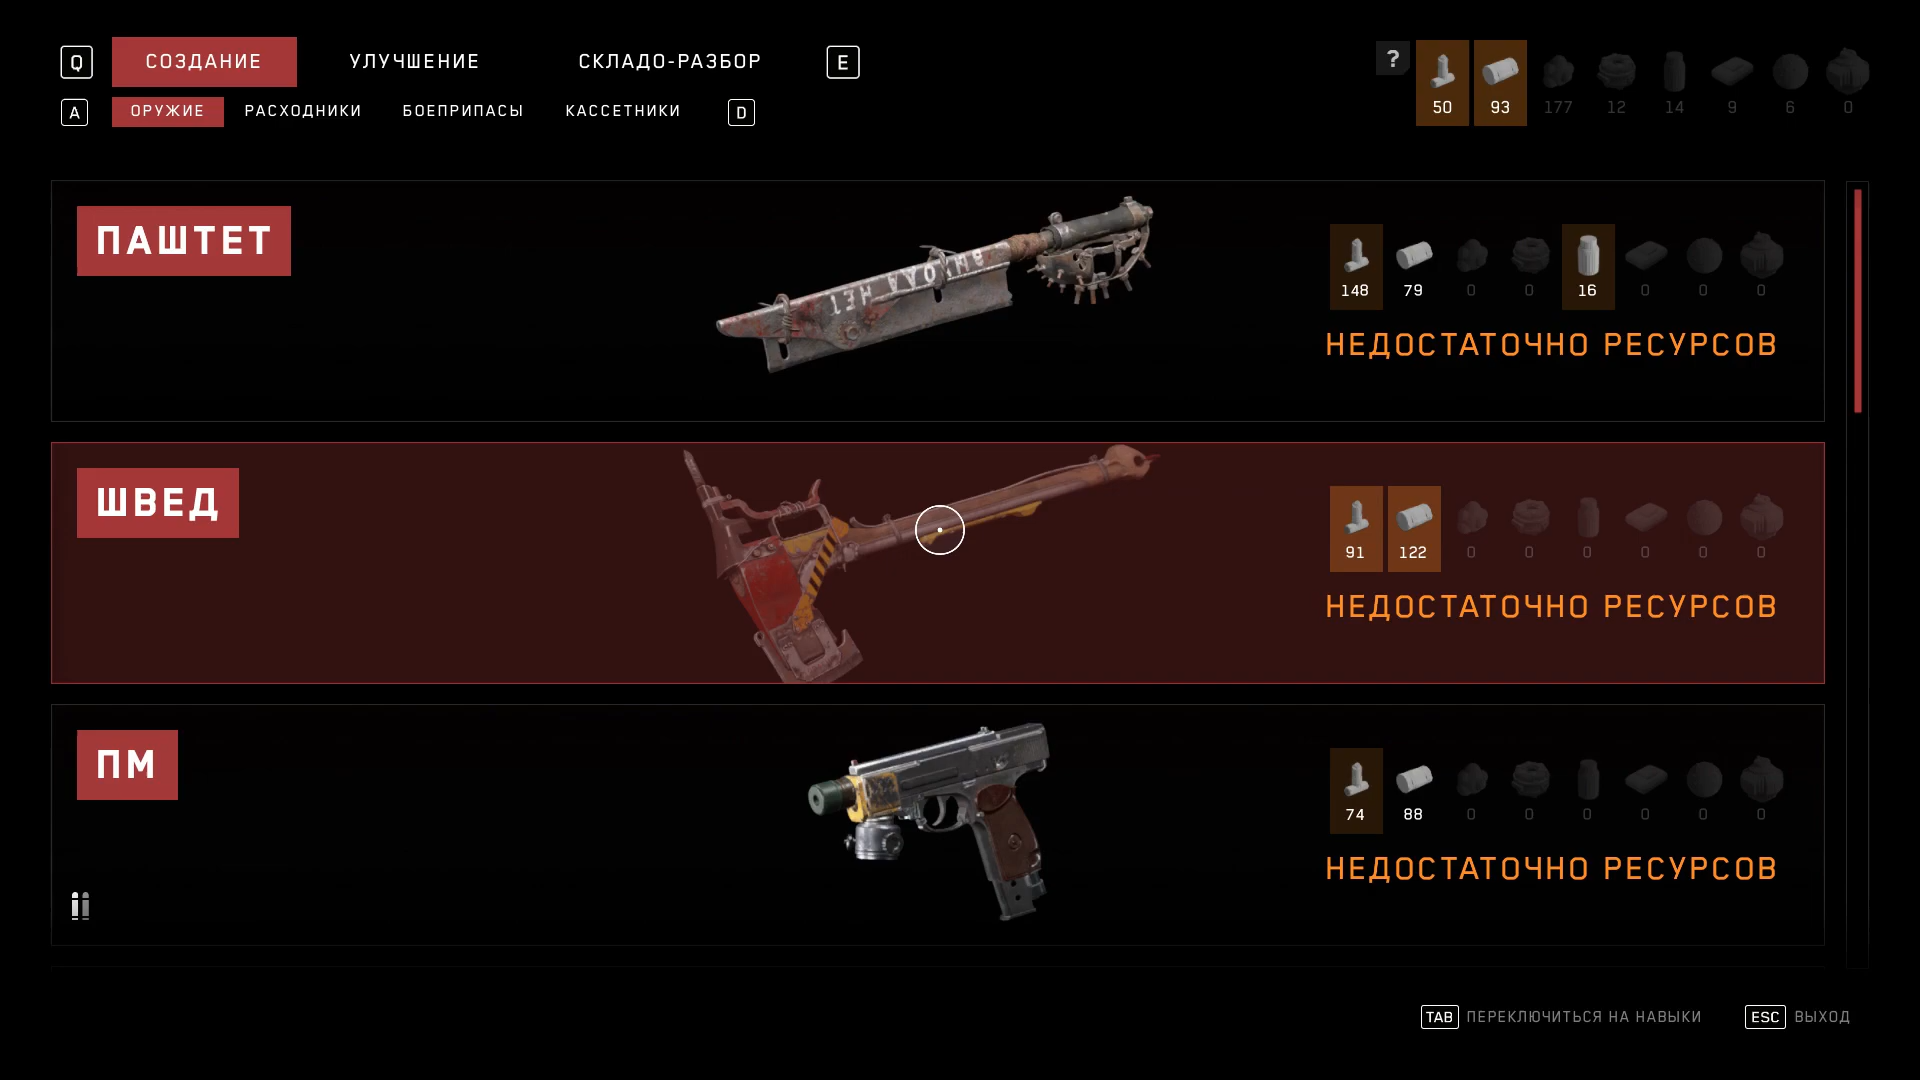 Q СОЗДАНИЕ УЛУЧШЕНИЕ СКЛАДО-РАЗБОР E
A ОРУЖИЕ РАСХОДНИКИ БОЕПРИПАСЫ КАССЕТНИКИ D
?
50 93 177 12 14 9 6 0
ПАШТЕТ
148 79 0 0 16 0 0 0
НЕДОСТАТОЧНО РЕСУРСОВ
ШВЕД
91 122 0 0 0 0 0 0
НЕДОСТАТОЧНО РЕСУРСОВ
ПМ
74 88 0 0 0 0 0 0
НЕДОСТАТОЧНО РЕСУРСОВ
TAB ПЕРЕКЛЮЧИТЬСЯ НА НАВЫКИ ESC ВЫХОД